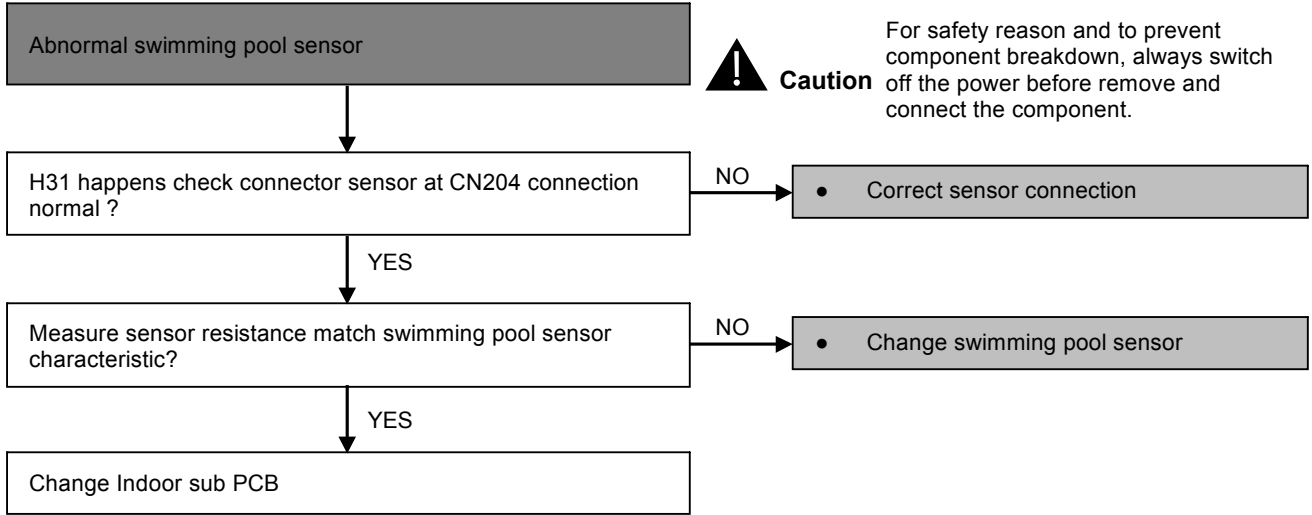 Abnormal swimming pool sensor
For safety reason and to prevent
component breakdown, always switch
Caution off the power before remove and
connect the component.
H31 happens check connector sensor at CN204 connection
normal ?
NO
● Correct sensor connection
YES
Measure sensor resistance match swimming pool sensor
characteristic?
NO
● Change swimming pool sensor
YES
Change Indoor sub PCB